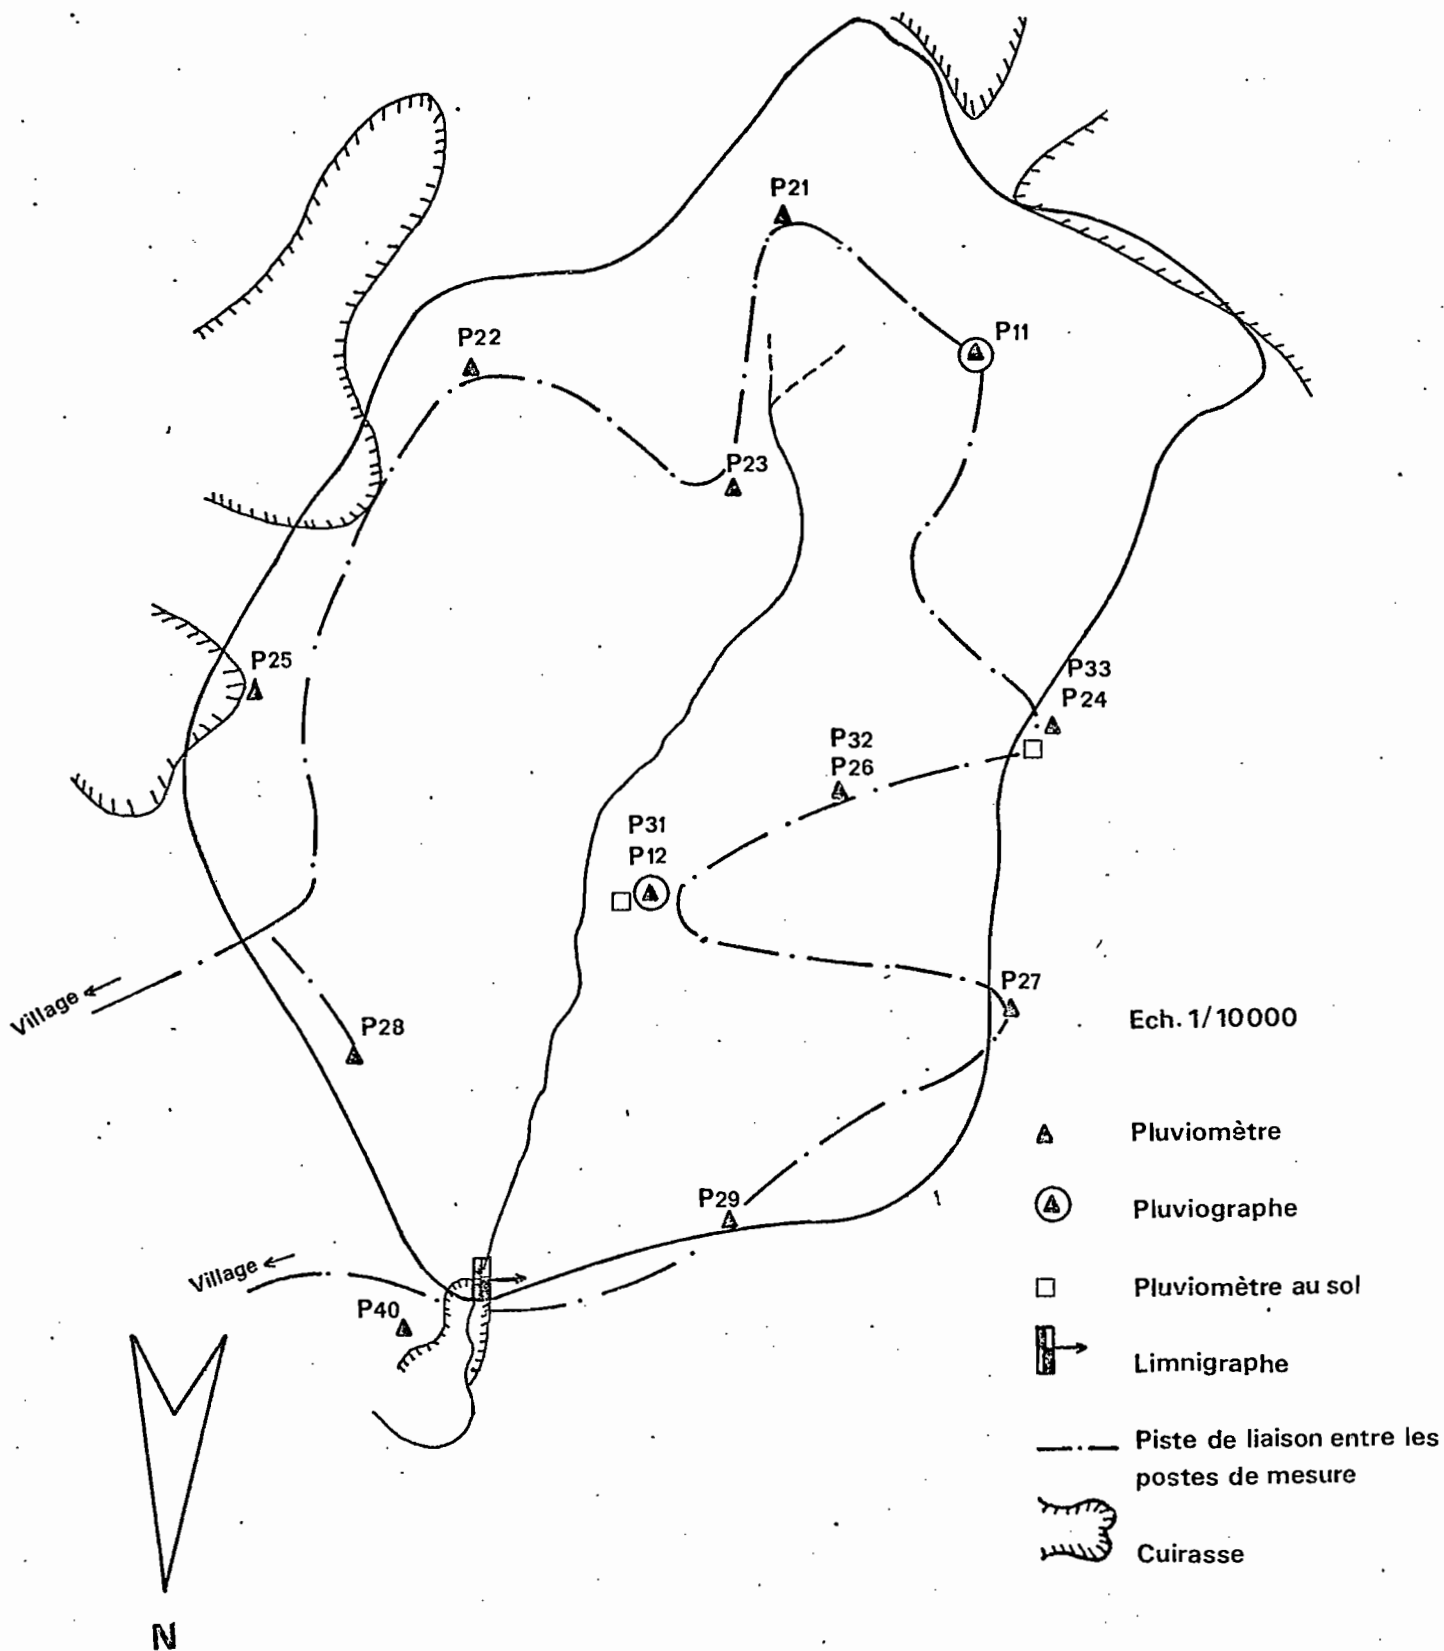 P21
P11
P22
P23
P25
P33
P24
P32
P26
P31
P12
P27
Village
P28
Ech. 1/10000
Pluviomètre
P29
Pluviographe
Village
Pluviomètre au sol
P40
Limnigraphe
Piste de liaison entre les
postes de mesure
Cuirasse
N